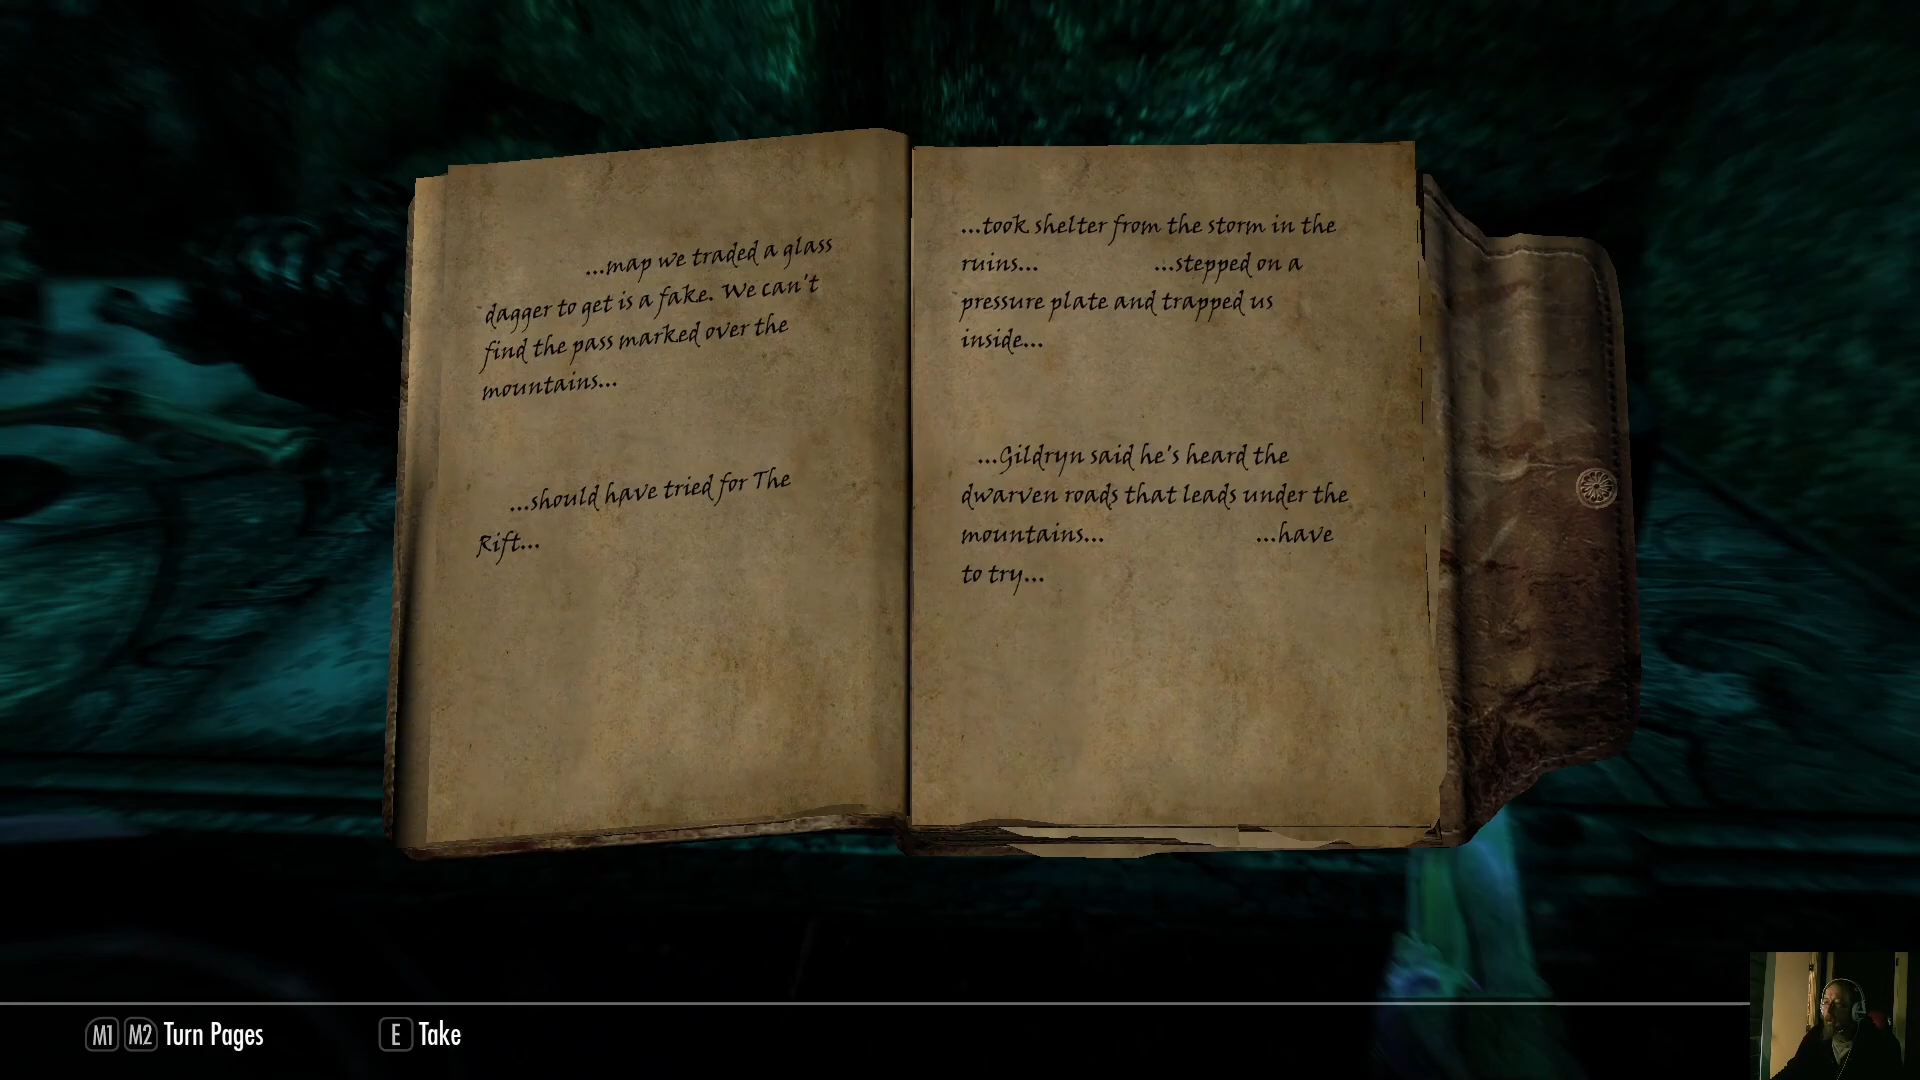 ...map we traded a glass
dagger to get is a fake. We can't
find the pass marked over the
mountains...
...should have tried for The
Rift...
...took shelter from the storm in the
ruins... ...stepped on a
pressure plate and trapped us
inside...
...Gildryn said he's heard the
dwarven roads that leads under the
mountains... ...have
to try...
M1 M2 Turn Pages E Take